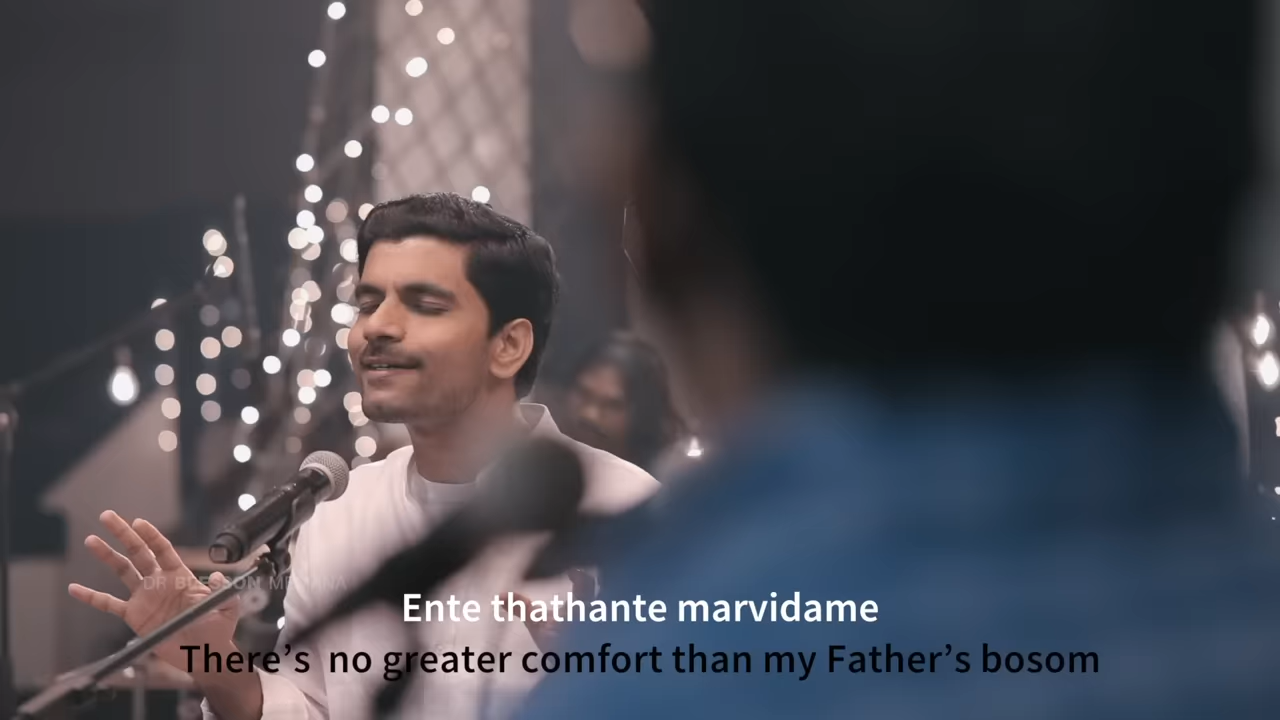 Ente thathante marvidame
There’s no greater comfort than my Father’s bosom